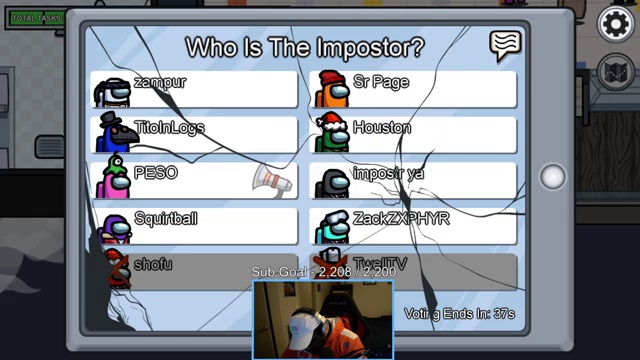 TOTAL TASKS
Who Is The Impostor?
zampur
Sr Page
TitoInLogs
Houston
PESO
impostr ya
Squirtball
ZackZXPHYR
shofu
TwellTV
Sub-Goal - 2,208 / 2,200
Voting Ends In: 37s